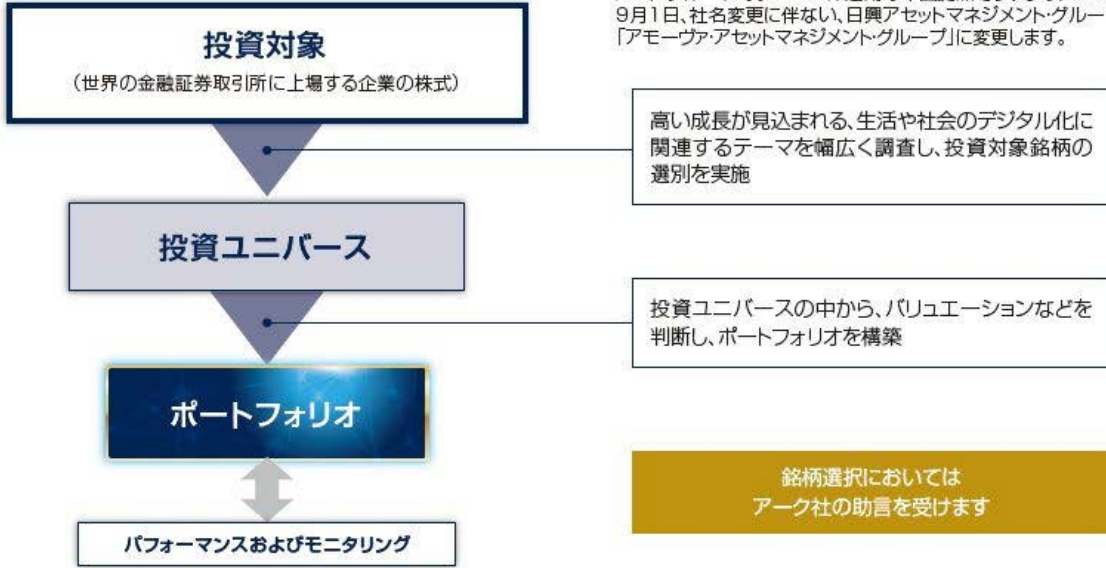 9月1日、社名変更に伴ない、日興アセットマネジメント・グルー
「アモーヴァ・アセットマネジメント・グループ」に変更します。
投資対象
（世界の金融証券取引所に上場する企業の株式）
高い成長が見込まれる、生活や社会のデジタル化に
関連するテーマを幅広く調査し、投資対象銘柄の
選別を実施
投資ユニバース
投資ユニバースの中から、バリュエーションなどを
判断し、ポートフォリオを構築
ポートフォリオ
銘柄選択においては
アーク社の助言を受けます
パフォーマンスおよびモニタリング